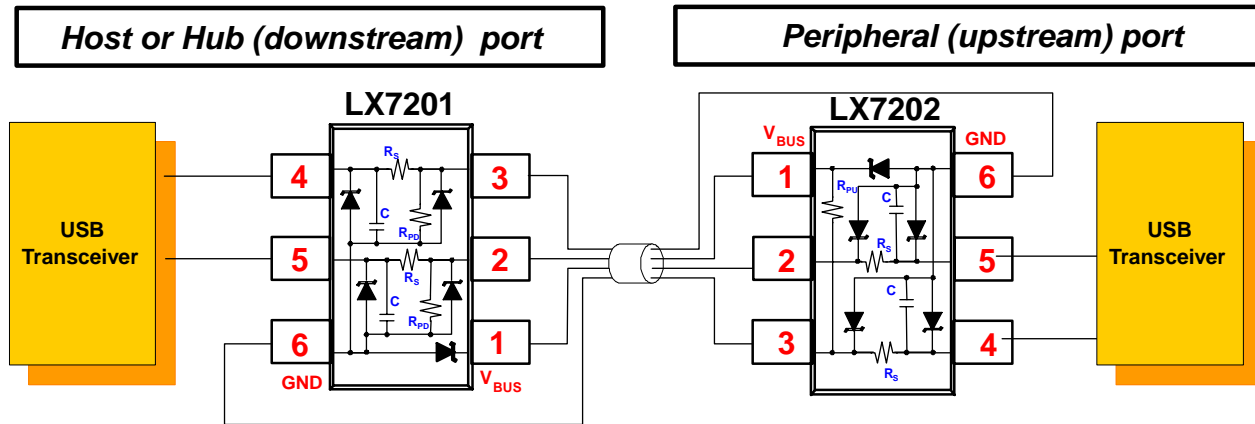 Host or Hub (downstream) port
Peripheral (upstream) port
LX7201
LX7202
USB
Transceiver
4
5
6
GND
RS
C
RPD
RS
C
RPD
3
2
1
VBUS
VBUS
1
2
3
RPU
C
RS
C
RS
GND
6
5
4
USB
Transceiver